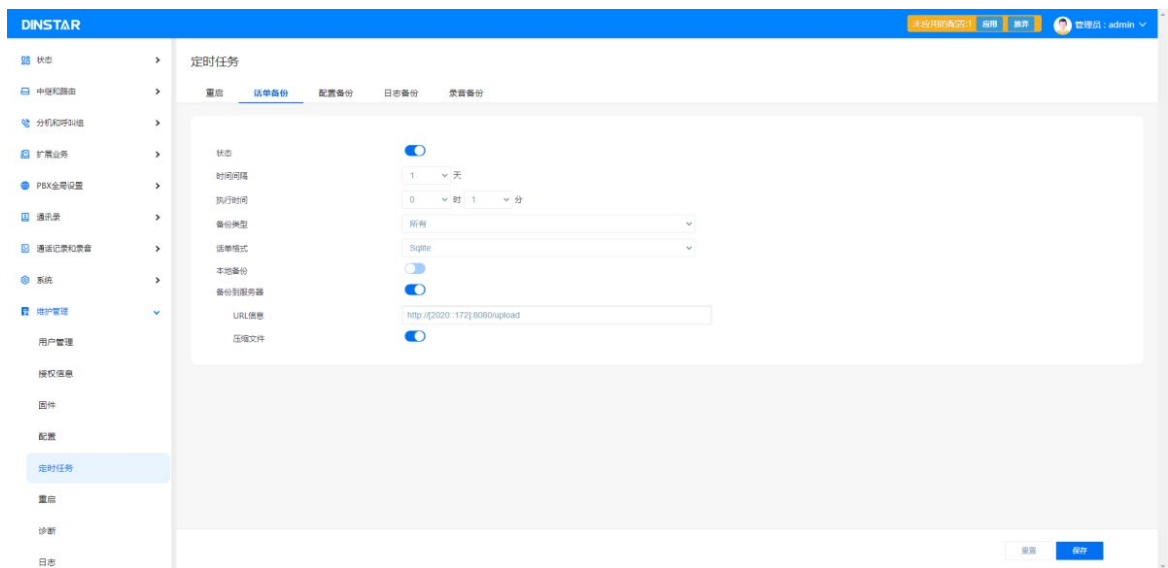 DINSTAR
未应用的配置:1 应用 放弃 管理员 : admin
状态
中继和路由
分机和呼叫组
扩展业务
PBX全局设置
通讯录
通话记录和录音
系统
维护管理
用户管理
授权信息
固件
配置
定时任务
重启
诊断
日志
定时任务
重启 话单备份 配置备份 日志备份 录音备份
状态
时间间隔 1 天
执行时间 0 时 1 分
备份类型 所有
话单格式 Sqlite
本地备份
备份到服务器
URL信息 http://[2020::172]:8080/upload
压缩文件
重置 保存